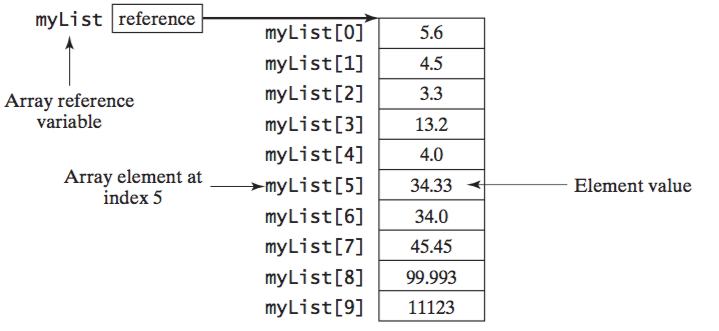 myList reference
myList[0] 5.6
myList[1] 4.5
myList[2] 3.3
Array reference
variable
myList[3] 13.2
myList[4] 4.0
Array element at
index 5
myList[5] 34.33 Element value
myList[6] 34.0
myList[7] 45.45
myList[8] 99.993
myList[9] 11123